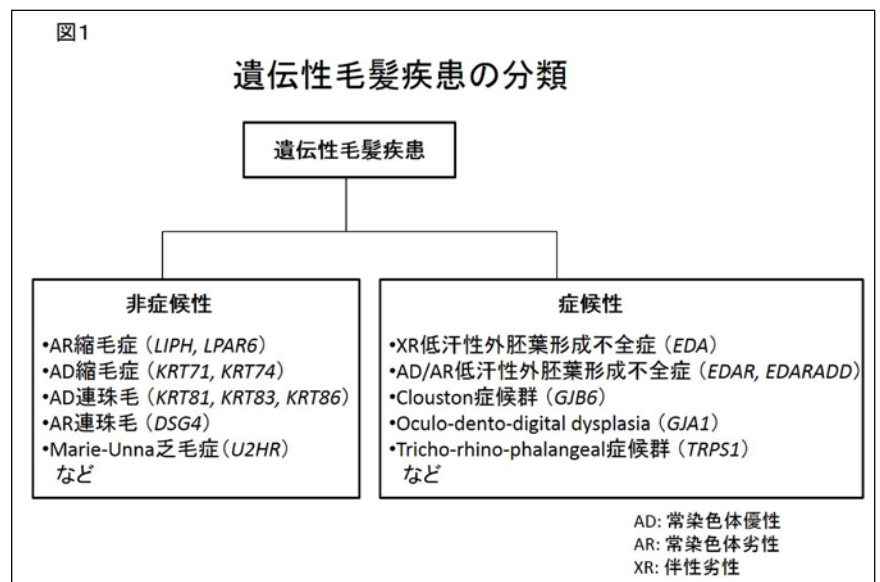 図1
遺伝性毛髪疾患の分類
遺伝性毛髪疾患
非症候性
•AR縮毛症（LIPH, LPAR6）
•AD縮毛症（KRT71, KRT74）
•AD連珠毛（KRT81, KRT83, KRT86）
•AR連珠毛（DSG4）
•Marie-Unna乏毛症（U2HR）
など
症候性
•XR低汗性外胚葉形成不全症（EDA）
•AD/AR低汗性外胚葉形成不全症（EDAR, EDARADD）
•Clouston症候群（GJB6）
•Oculo-dento-digital dysplasia（GJA1）
•Tricho-rhino-phalangeal症候群（TRPS1）
など
AD: 常染色体優性
AR: 常染色体劣性
XR: 伴性劣性